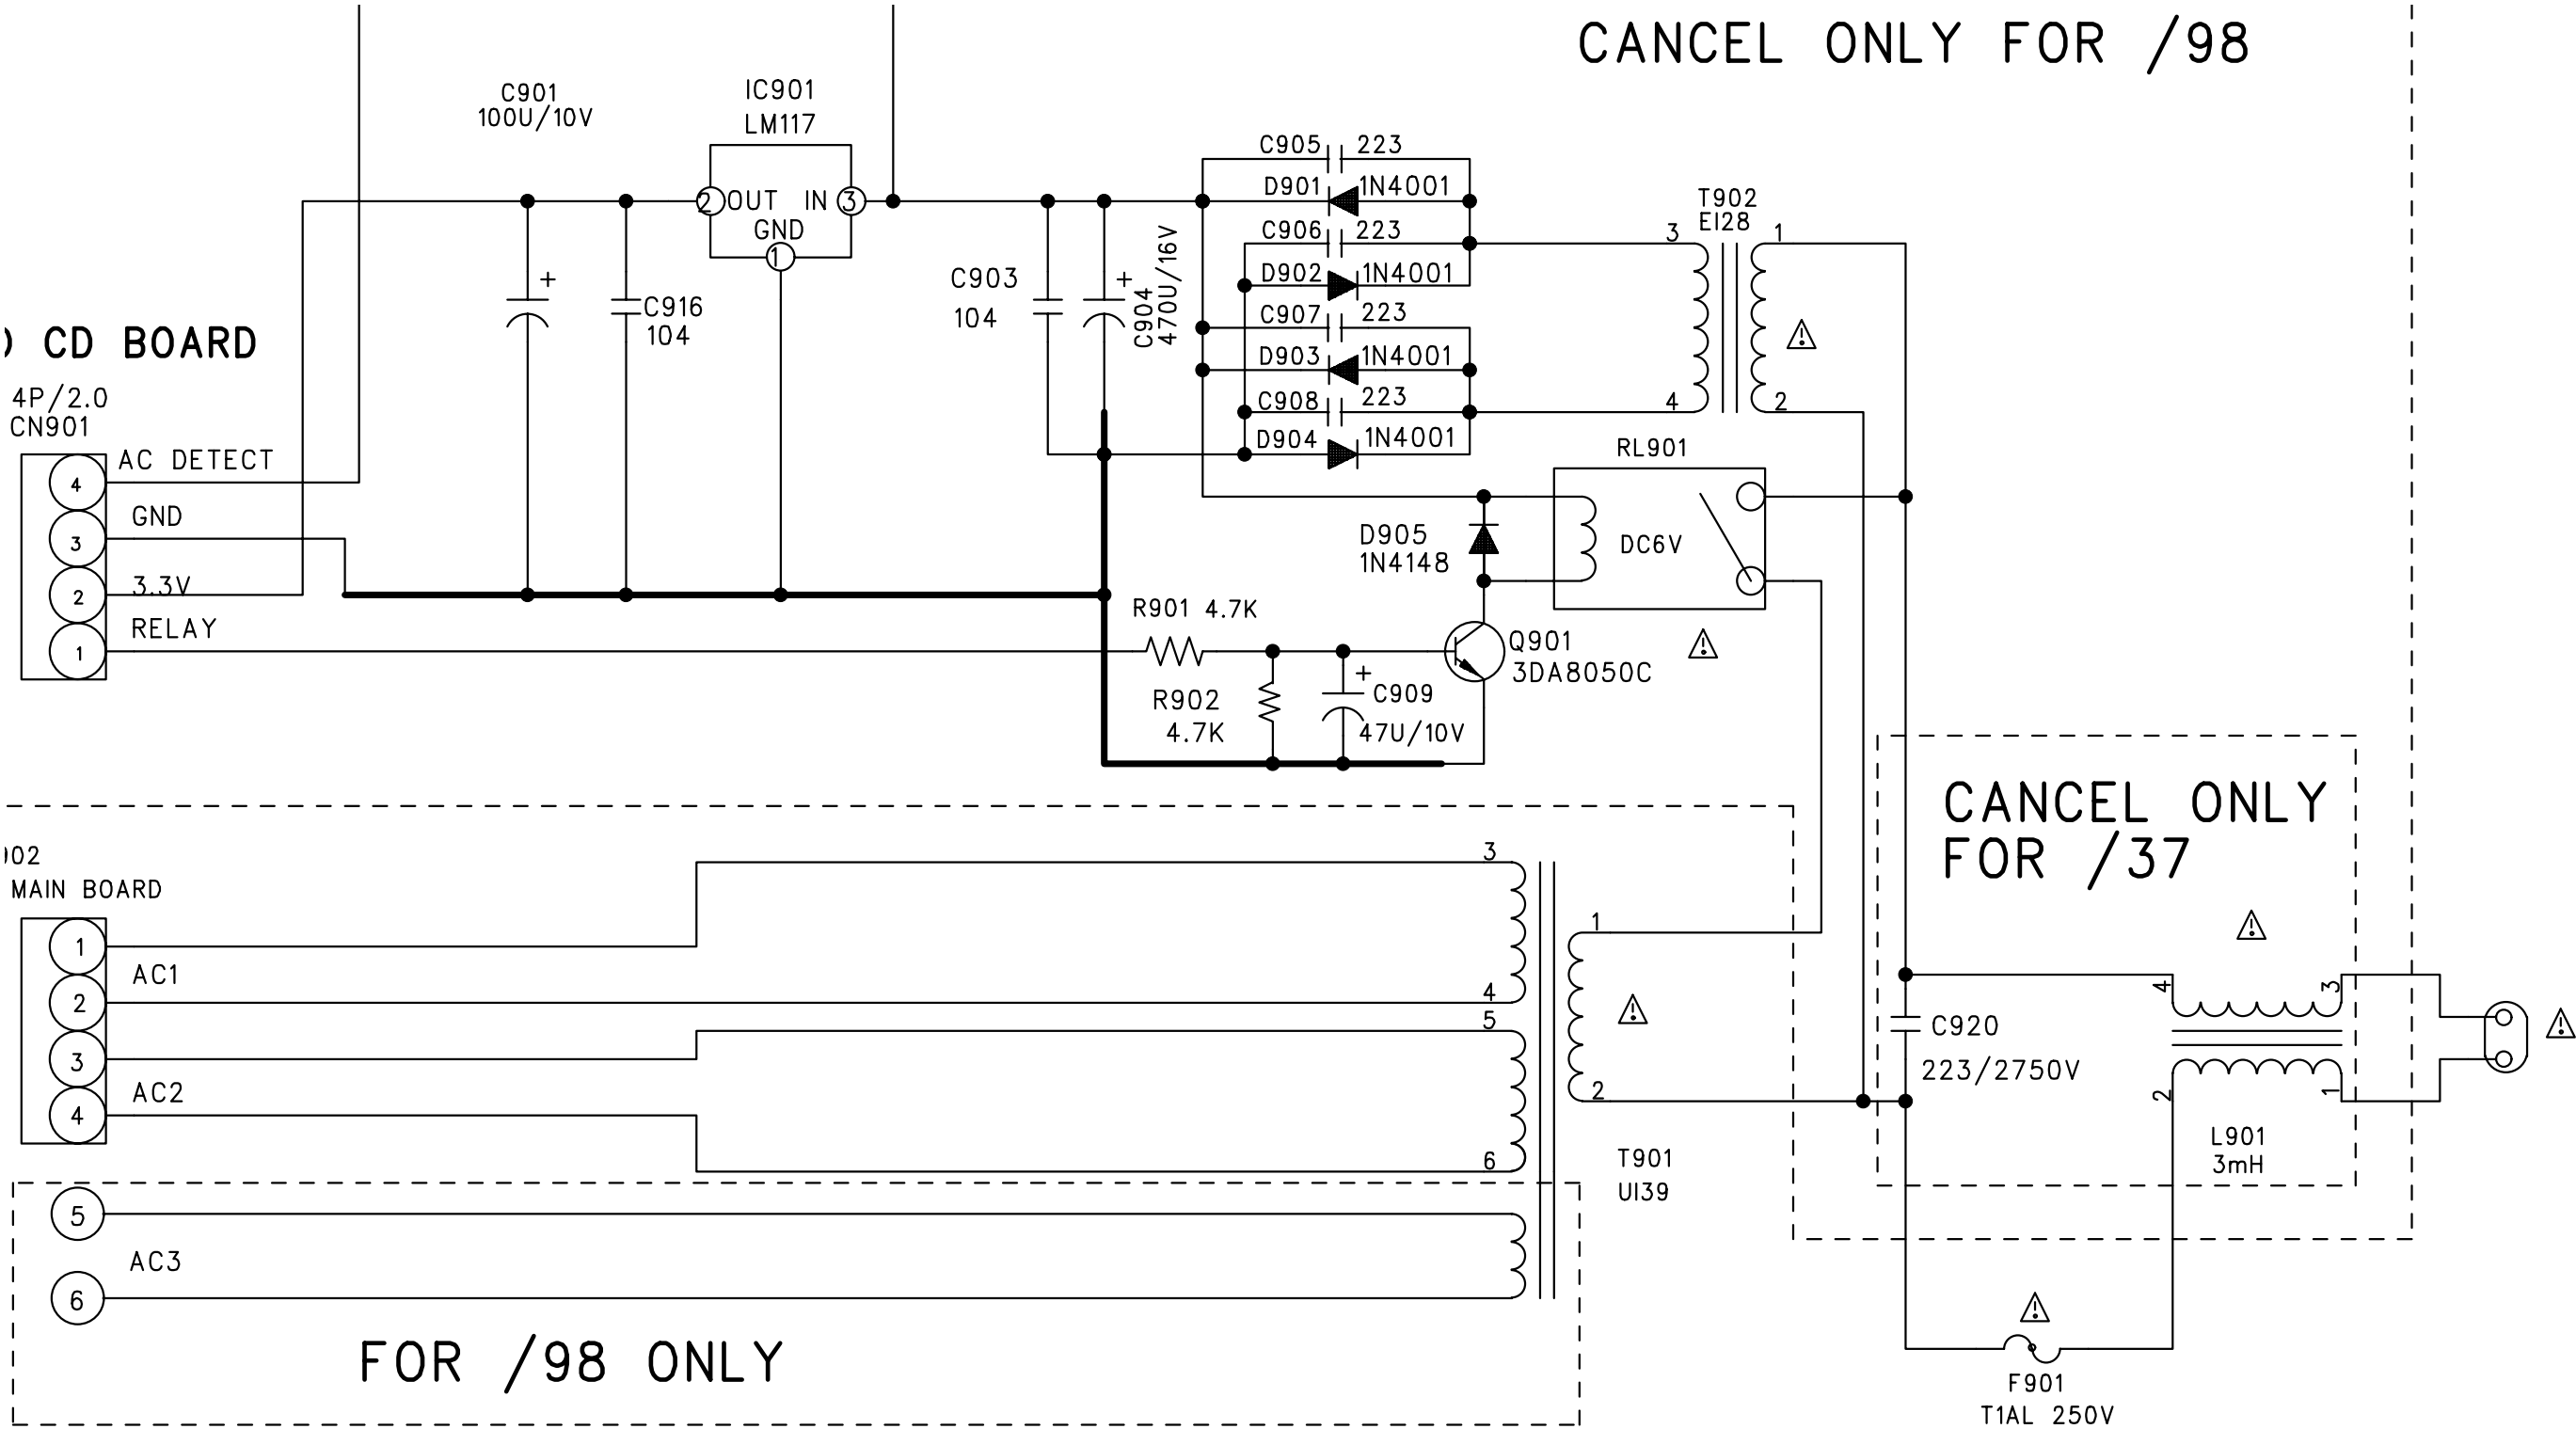 CANCEL ONLY FOR /98
C901
100U/10V
IC901
LM117
2
OUT
IN
3
GND
1
C905
223
D901
1N4001
C906
223
D902
1N4001
C907
223
D903
1N4001
C908
223
D904
1N4001
T902
EI28
3
4
1
2
+
C916
104
C903
104
+
C904
470U/16V
CD BOARD
4P/2.0
CN901
4
AC DETECT
3
GND
2
3.3V
1
RELAY
RL901
D905
1N4148
DC6V
R901 4.7K
R902
4.7K
+
C909
47U/10V
Q901
3DA8050C
CANCEL ONLY
FOR /37
02
MAIN BOARD
1
AC1
2
3
AC2
4
3
4
5
6
1
2
T901
UI39
C920
223/2750V
4
3
2
1
L901
3mH
5
AC3
6
FOR /98 ONLY
F901
T1AL 250V